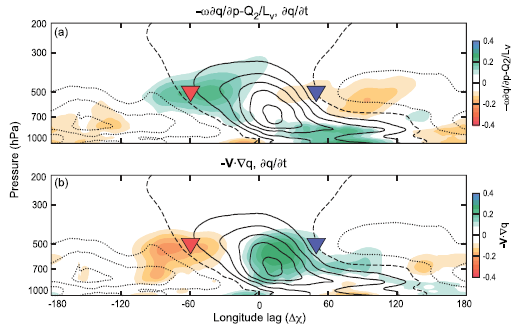 -ω∂q/∂p-Q₂/Lᵥ, ∂q/∂t
(a)
200
300
500
700
1000
0.4
0.2
0
-0.2
-0.4
-ω∂q/∂p-Q₂/Lᵥ
Pressure (hPa)
-V·∇q, ∂q/∂t
(b)
200
300
500
700
1000
0.4
0.2
0
-0.2
-0.4
-V·∇q
-180 -120 -60 0 60 120 180
Longitude lag (Δχ)